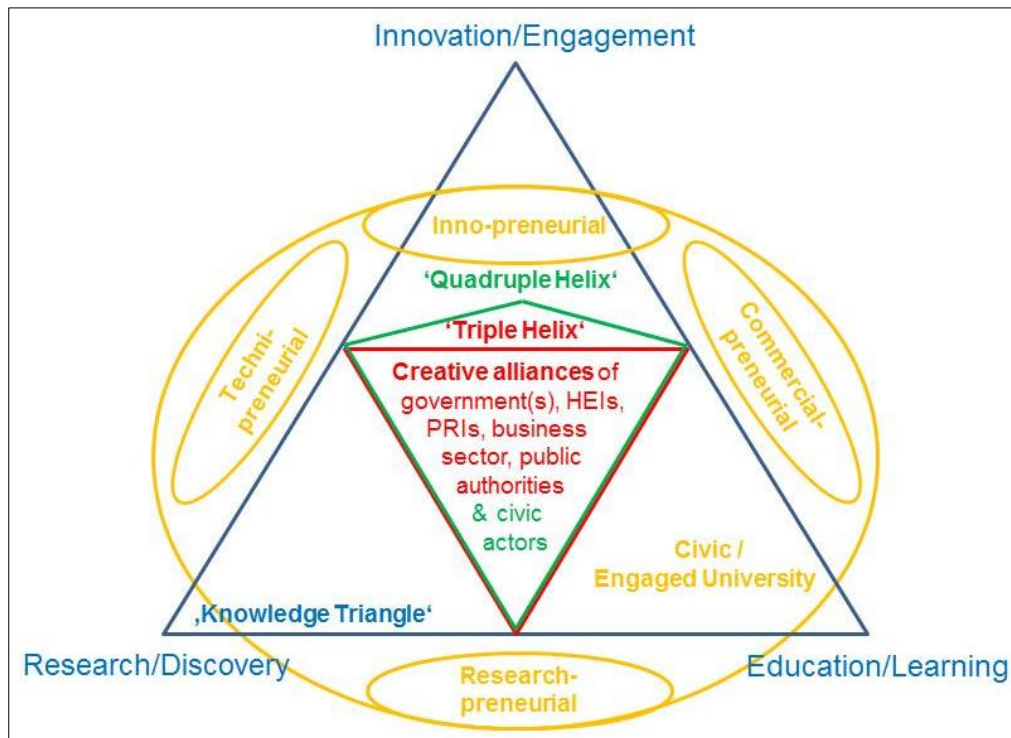 Innovation/Engagement
Inno-preneurial
‘Quadruple Helix‘
‘Triple Helix‘
Techni-
preneurial
Commercial-
preneurial
Creative alliances of
government(s), HEIs,
PRIs, business
sector, public
authorities
& civic
actors
Civic /
Engaged University
‚Knowledge Triangle‘
Research/Discovery
Education/Learning
Research-
preneurial